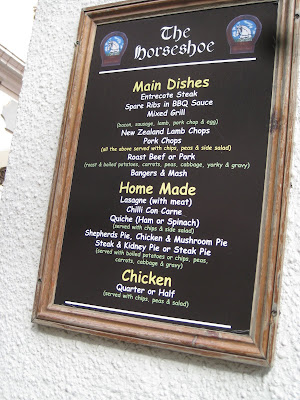 The
Horseshoe
Main Dishes
Entrecote Steak
Spare Ribs in BBQ Sauce
Mixed Grill
(bacon, sausage, lamb, pork chop & egg)
New Zealand Lamb Chops
Pork Chops
(all the above served with chips, peas & side salad)
Roast Beef or Pork
(roast & boiled potatoes, carrots, peas, cabbage, yorky & gravy)
Bangers & Mash
Home Made
Lasagne (with meat)
Chilli Con Carne
Quiche (Ham or Spinach)
(served with chips & side salad)
Shepherds Pie, Chicken & Mushroom Pie
Steak & Kidney Pie or Steak Pie
(served with boiled potatoes or chips, peas,
carrots, cabbage & gravy)
Chicken
Quarter or Half
(served with chips, peas & salad)